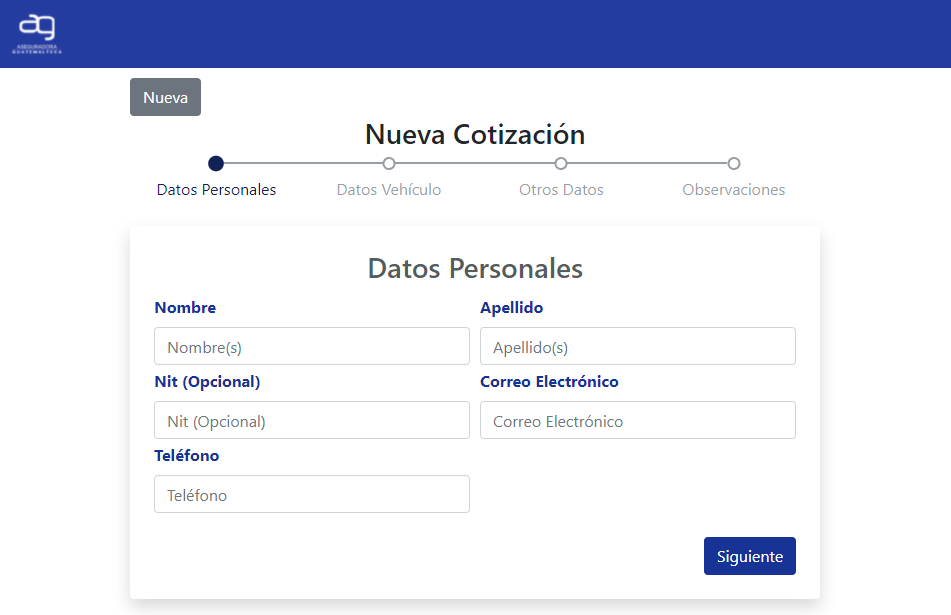 ag
ASEGURADORA
GUATEMALTECA
Nueva
Nueva Cotización
Datos Personales
Datos Vehículo
Otros Datos
Observaciones
Datos Personales
Nombre
Apellido
Nombre(s)
Apellido(s)
Nit (Opcional)
Correo Electrónico
Nit (Opcional)
Correo Electrónico
Teléfono
Teléfono
Siguiente